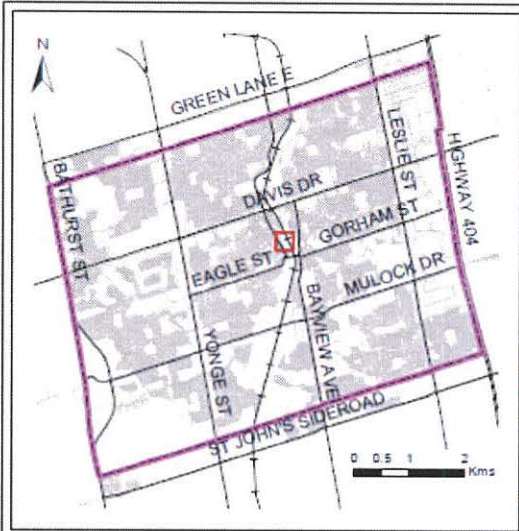 N
GREEN LANE E
BATHURST ST
LESLIE ST
HIGHWAY 404
DAVIS DR
GORHAM ST
EAGLE ST
MULOCK DR
YONGE ST
BAYVIEW AVE
ST JOHN'S SIDEROAD
0 0.5 1 2
Kms